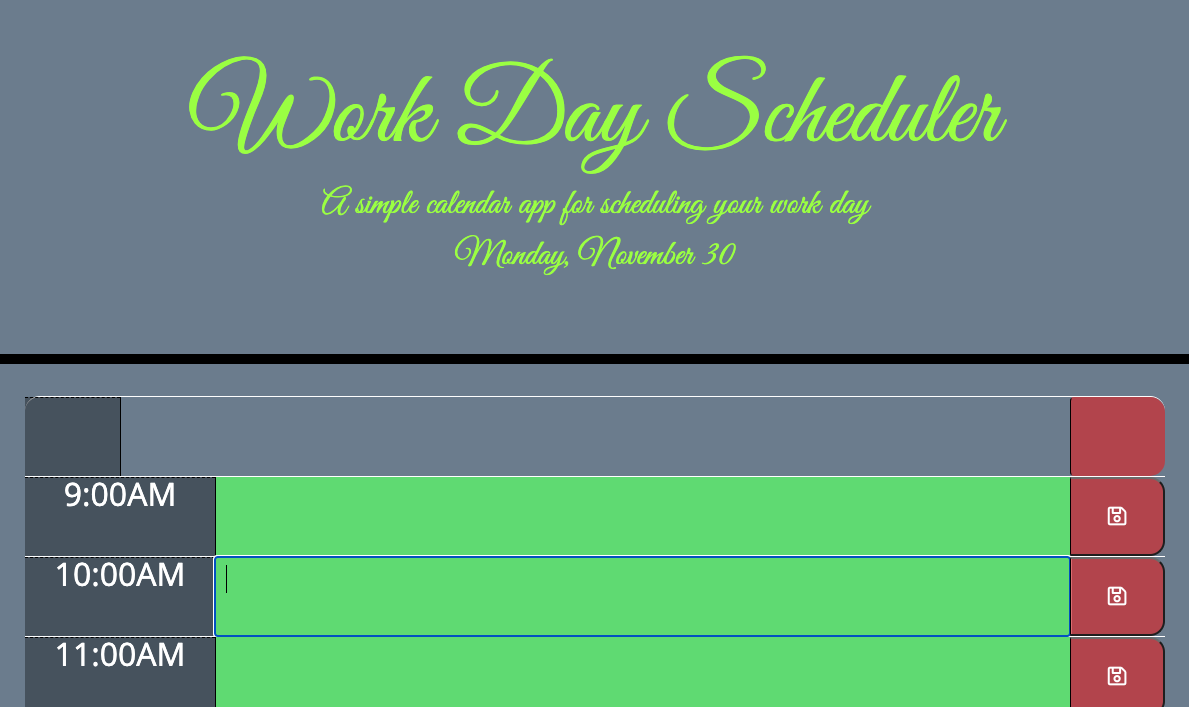 Work Day Scheduler
A simple calendar app for scheduling your work day
Monday, November 30
9:00AM
10:00AM
11:00AM